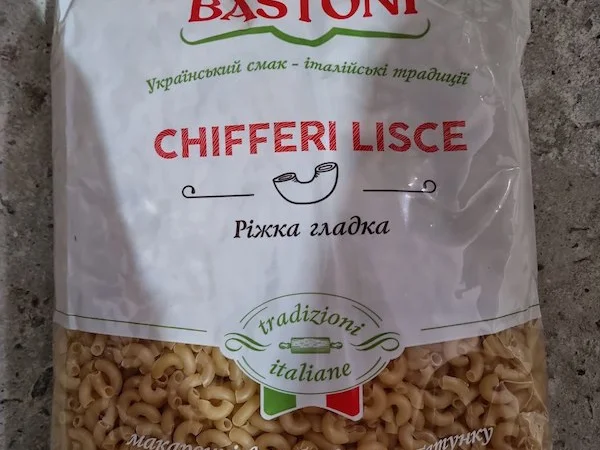 BASTONI
Український смак - італійські традиції
CHIFFERI LISCE
Ріжка гладка
tradizioni
italiane